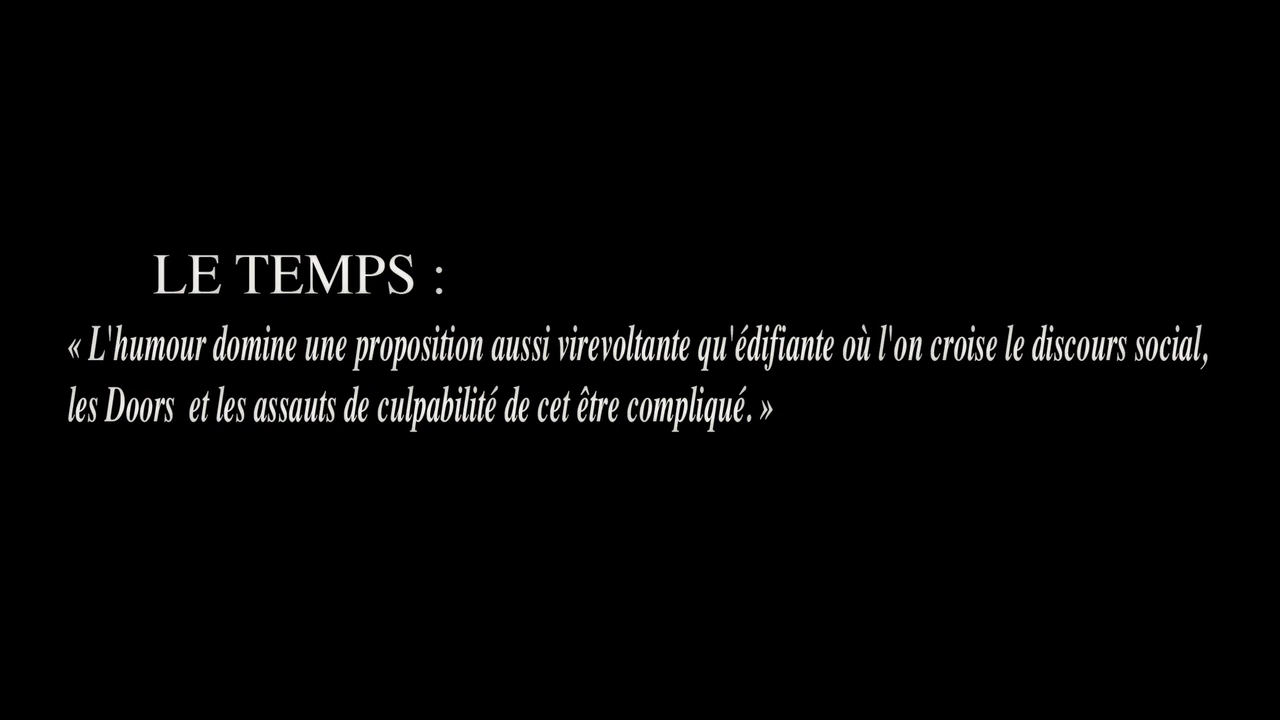 LE TEMPS :
« L'humour domine une proposition aussi virevoltante qu'édifiante où l'on croise le discours social,
les Doors  et les assauts de culpabilité de cet être compliqué. »